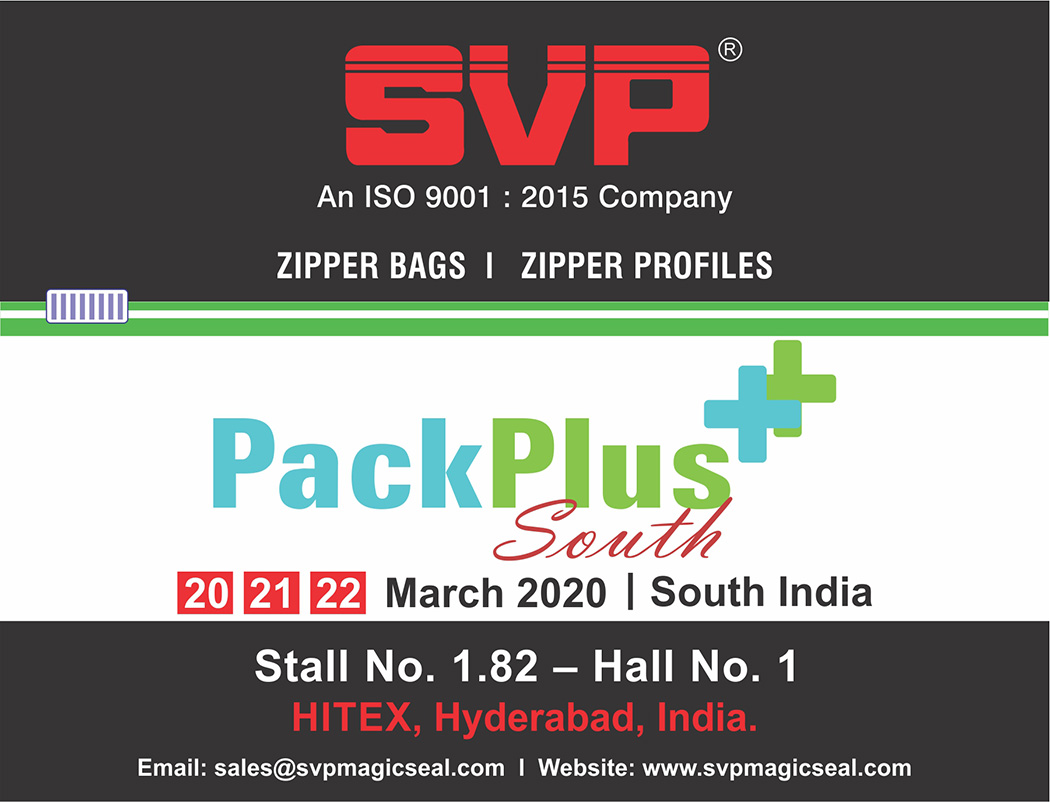 SVP®
An ISO 9001 : 2015 Company
ZIPPER BAGS | ZIPPER PROFILES
PackPlus
South
20 21 22 March 2020 | South India
Stall No. 1.82 – Hall No. 1
HITEX, Hyderabad, India.
Email: sales@svpmagicseal.com | Website: www.svpmagicseal.com